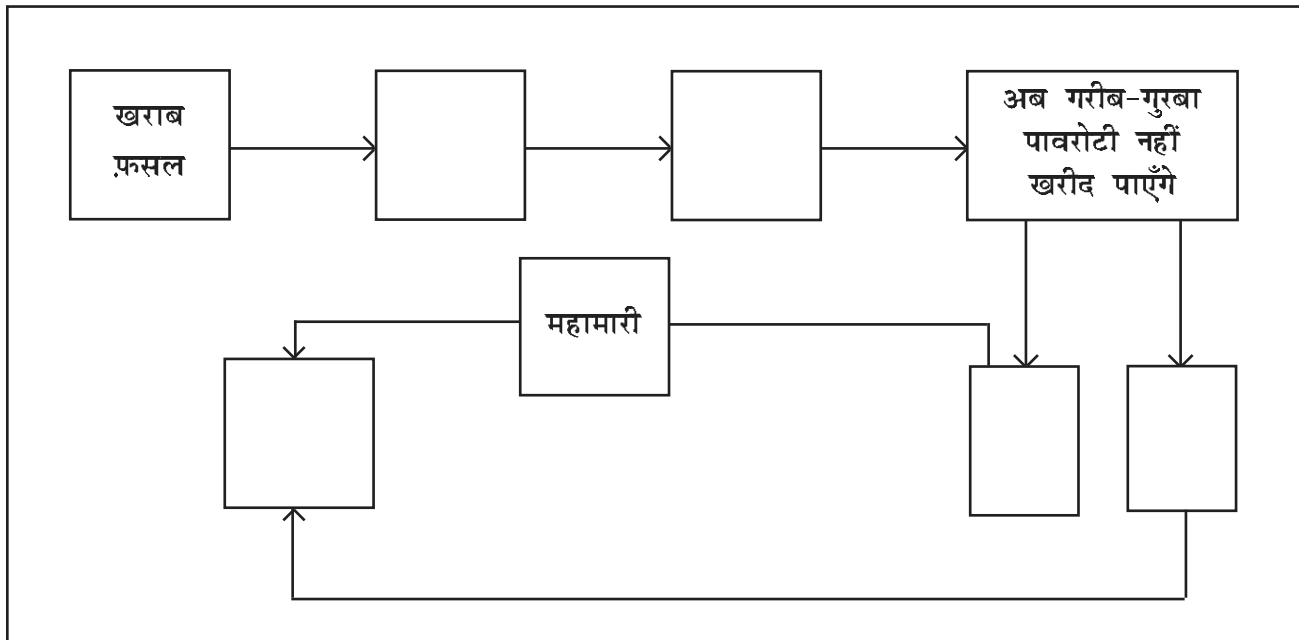 खराब
फ़सल
अब गरीब-गुरबा
पावरोटी नहीं
खरीद पाएँगे
महामारी